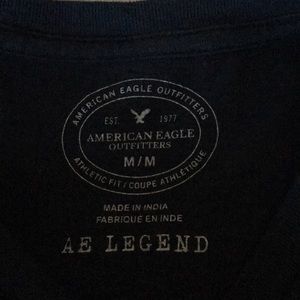 AMERICAN EAGLE OUTFITTERS
EST. 1977
AMERICAN EAGLE
OUTFITTERS
M/M
ATHLETIC FIT/COUPE ATHLÉTIQUE
MADE IN INDIA
FABRIQUÉ EN INDE
AE LEGEND